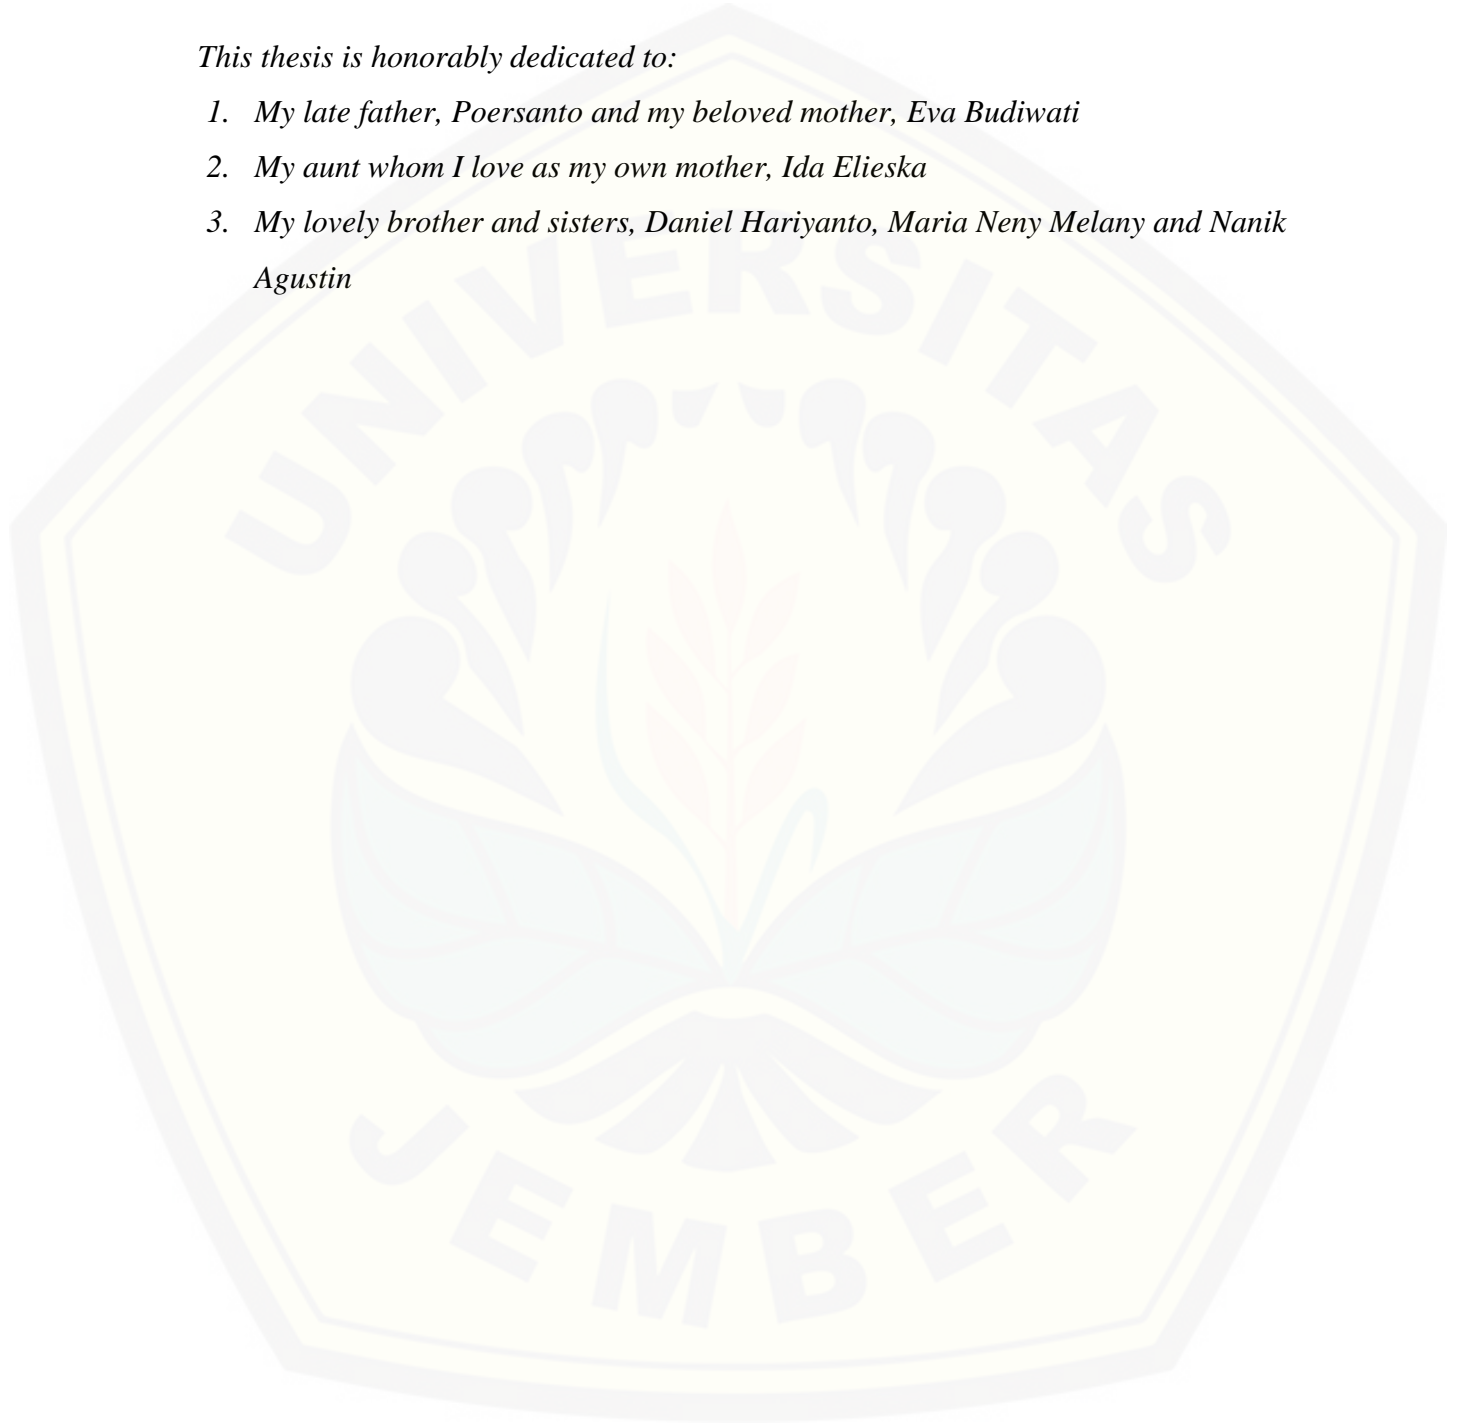 This thesis is honorably dedicated to:
1. My late father, Poersanto and my beloved mother, Eva Budiwati
2. My aunt whom I love as my own mother, Ida Elieska
3. My lovely brother and sisters, Daniel Hariyanto, Maria Neny Melany and Nanik
Agustin
UNIVERSITAS
JEMBER